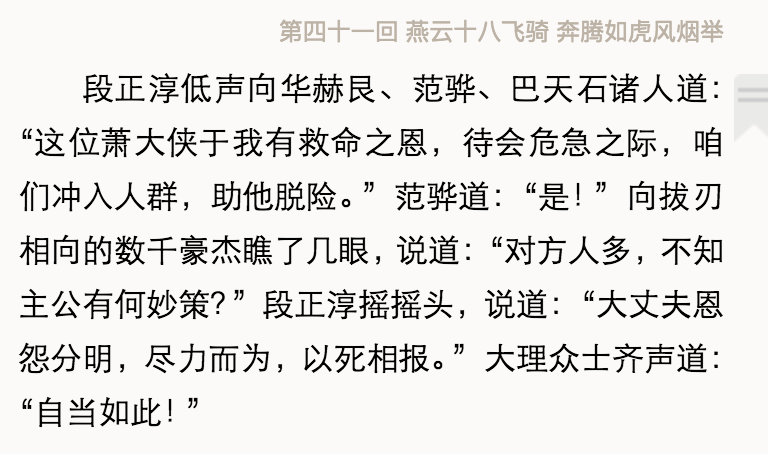 第四十一回 燕云十八飞骑 奔腾如虎风烟举
段正淳低声向华赫艮、范骅、巴天石诸人道：
“这位萧大侠于我有救命之恩，待会危急之际，咱
们冲入人群，助他脱险。”范骅道：“是！”向拔刃
相向的数千豪杰瞧了几眼，说道：“对方人多，不知
主公有何妙策？”段正淳摇摇头，说道：“大丈夫恩
怨分明，尽力而为，以死相报。”大理众士齐声道：
“自当如此！”